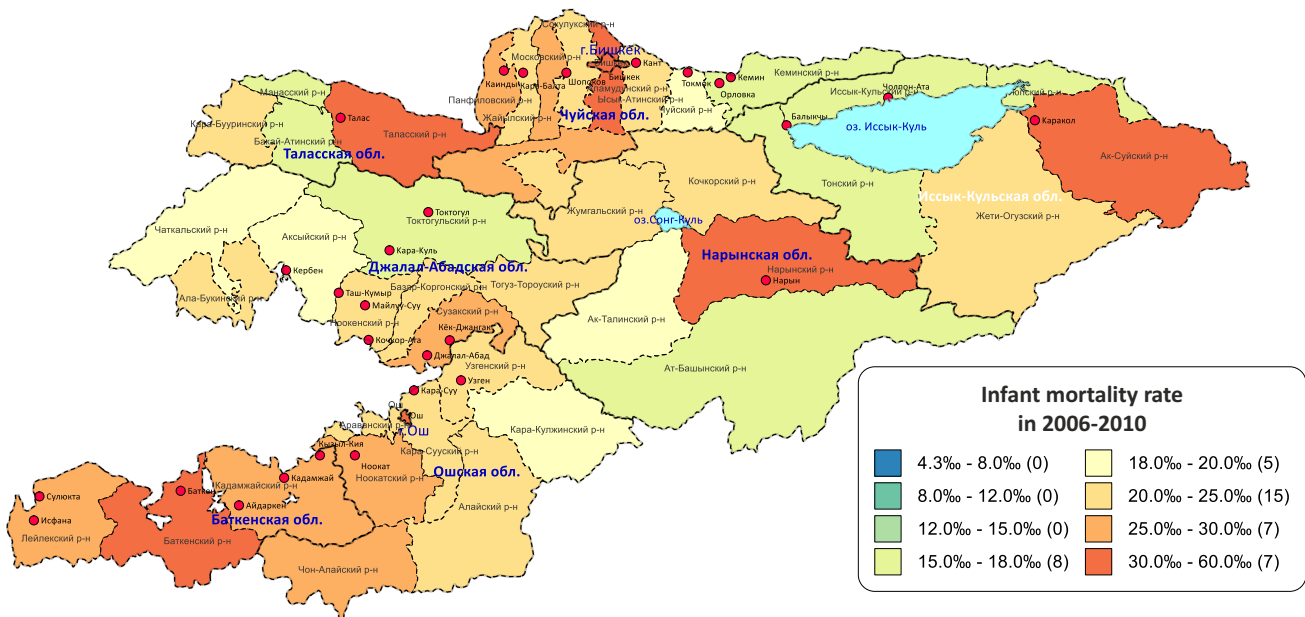 Сокулукский р-н
г.Бишкек
Московский р-н
Кант
Бишкек
Каинды
Кара-Балта
Шопоков
Бишкек
Токмок
Кемин
Орловка
Кеминский р-н
Аламудунский р-н
Панфиловский р-н
Ысык-Атинский р-н
Чуйский р-н
Жайылский р-н
Чуйская обл.
Иссык-Кульский р-н
Чолпон-Ата
Тюпский р-н
Манасский р-н
Талас
Кара-Бууринский р-н
Таласский р-н
Бакай-Атинский р-н
Таласская обл.
Балыкчы
оз. Иссык-Куль
Каракол
Ак-Суйский р-н
Кочкорский р-н
Тонский р-н
Иссык-Кульская обл.
Жети-Огузский р-н
Жумгальский р-н
оз.Сонг-Куль
Токтогул
Токтогульский р-н
Чаткальский р-н
Аксыйский р-н
Кара-Куль
Джалал-Абадская обл.
Кербен
Нарынская обл.
Нарынский р-н
Нарын
Тогуз-Тороуский р-н
Базар-Коргонский р-н
Таш-Кумыр
Ала-Букинский р-н
Майлуу-Суу
Сузакский р-н
Ноокенский р-н
Ак-Талинский р-н
Кёк-Джангак
Кочкор-Ата
Джалал-Абад
Узгенский р-н
Ат-Башынский р-н
Узген
Кара-Суу
Ош
Ош
Араванский р-н
г.Ош
Кара-Кулжинский р-н
Кызыл-Кия
Кара-Сууский р-н
Ноокат
Ноокатский р-н
Ошская обл.
Кадамжай
Кадамжайский р-н
Баткен
Айдаркен
Алайский р-н
Баткенская обл.
Сулюкта
Исфана
Лейлекский р-н
Баткенский р-н
Чон-Алайский р-н
Infant mortality rate
in 2006-2010
4.3‰ - 8.0‰ (0)
8.0‰ - 12.0‰ (0)
12.0‰ - 15.0‰ (0)
15.0‰ - 18.0‰ (8)
18.0‰ - 20.0‰ (5)
20.0‰ - 25.0‰ (15)
25.0‰ - 30.0‰ (7)
30.0‰ - 60.0‰ (7)